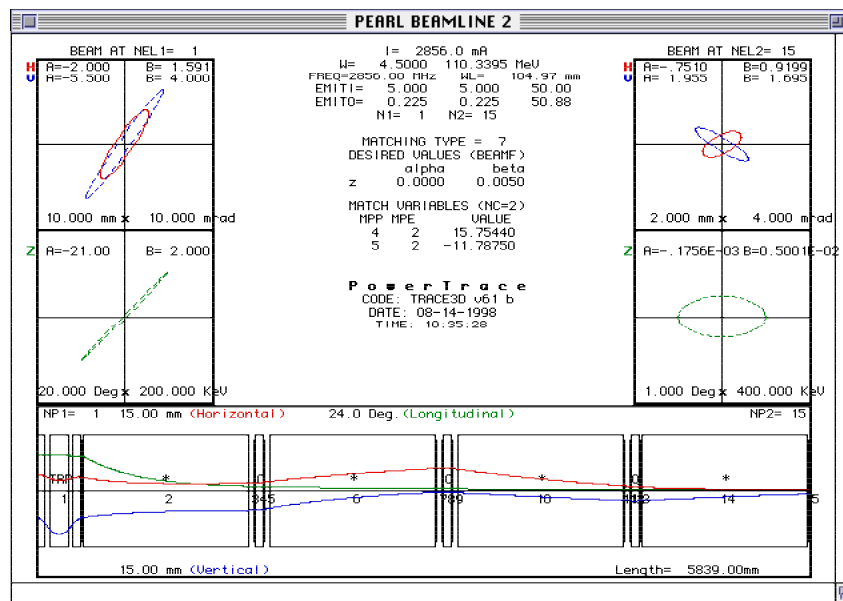 PEARL BEAMLINE 2
BEAM AT NEL1= 1
H A=-2.000 B= 1.591
V A=-5.500 B= 4.000
10.000 mm x 10.000 mrad
Z A=-21.00 B= 2.000
20.000 Deg x 200.000 KeV
I= 2856.0 mA
W= 4.5000 110.3395 MeV
FREQ=2856.00 MHz WL= 104.97 mm
EMITI= 5.000 5.000 50.00
EMITO= 0.225 0.225 50.88
N1= 1 N2= 15
MATCHING TYPE = 7
DESIRED VALUES (BEAMF)
alpha beta
z 0.0000 0.0050
MATCH VARIABLES (NC=2)
MPP MPE VALUE
4 2 15.75440
5 2 -11.78750
PowerTrace
CODE: TRACE3D v61 b
DATE: 08-14-1998
TIME: 10:35:28
BEAM AT NEL2= 15
H A=-.7510 B=0.9199
V A= 1.955 B= 1.695
2.000 mm x 4.000 mrad
Z A=-.1756E-03 B=0.5001E-02
1.000 Deg x 400.000 KeV
NP1= 1 15.00 mm (Horizontal) 24.0 Deg.(Longitudinal) NP2= 15
* * * *
1 2 345 6 789 10 14
15.00 mm (Vertical) Length= 5839.00mm